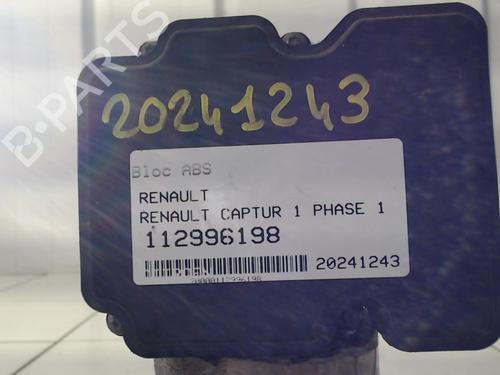 B-PARTS
20241243
Bloc ABS
RENAULT
RENAULT CAPTUR 1 PHASE 1
112996198
20241243